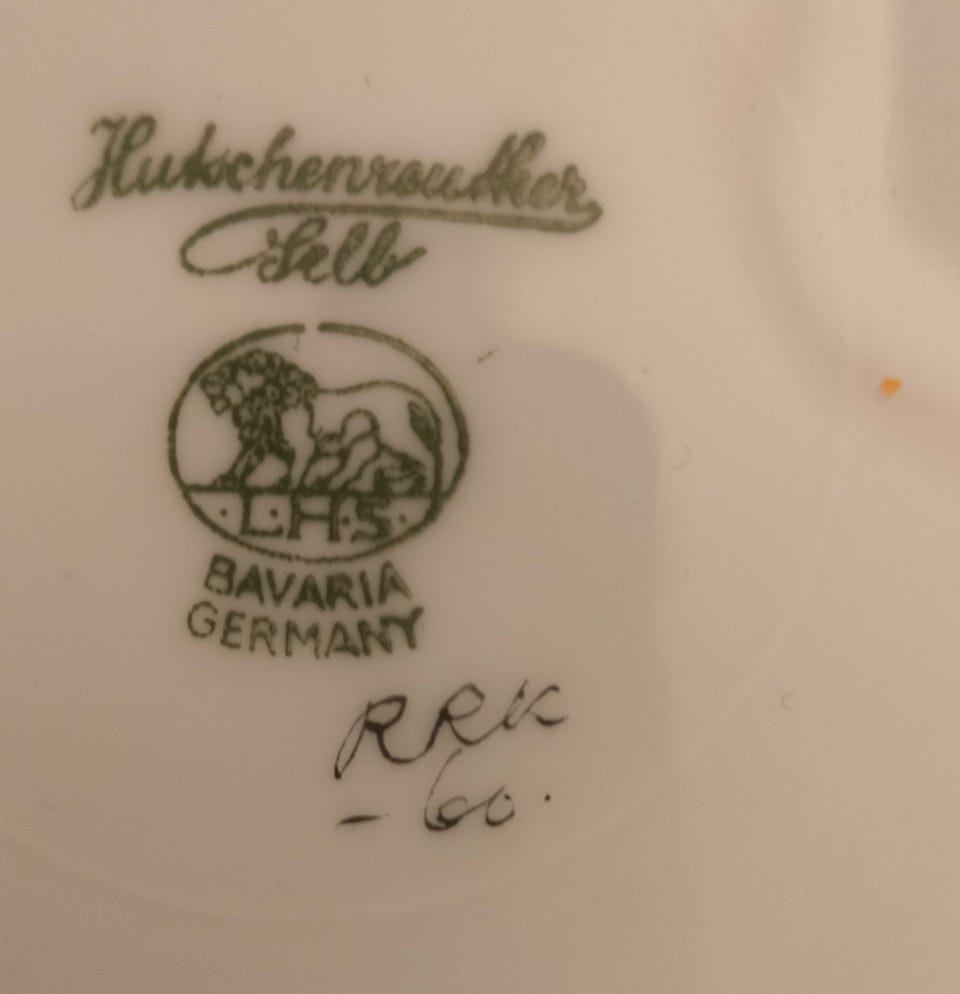 Hutschenreuther
Selb
·L·H·S·
BAVARIA
GERMANY
RRK
- 60.